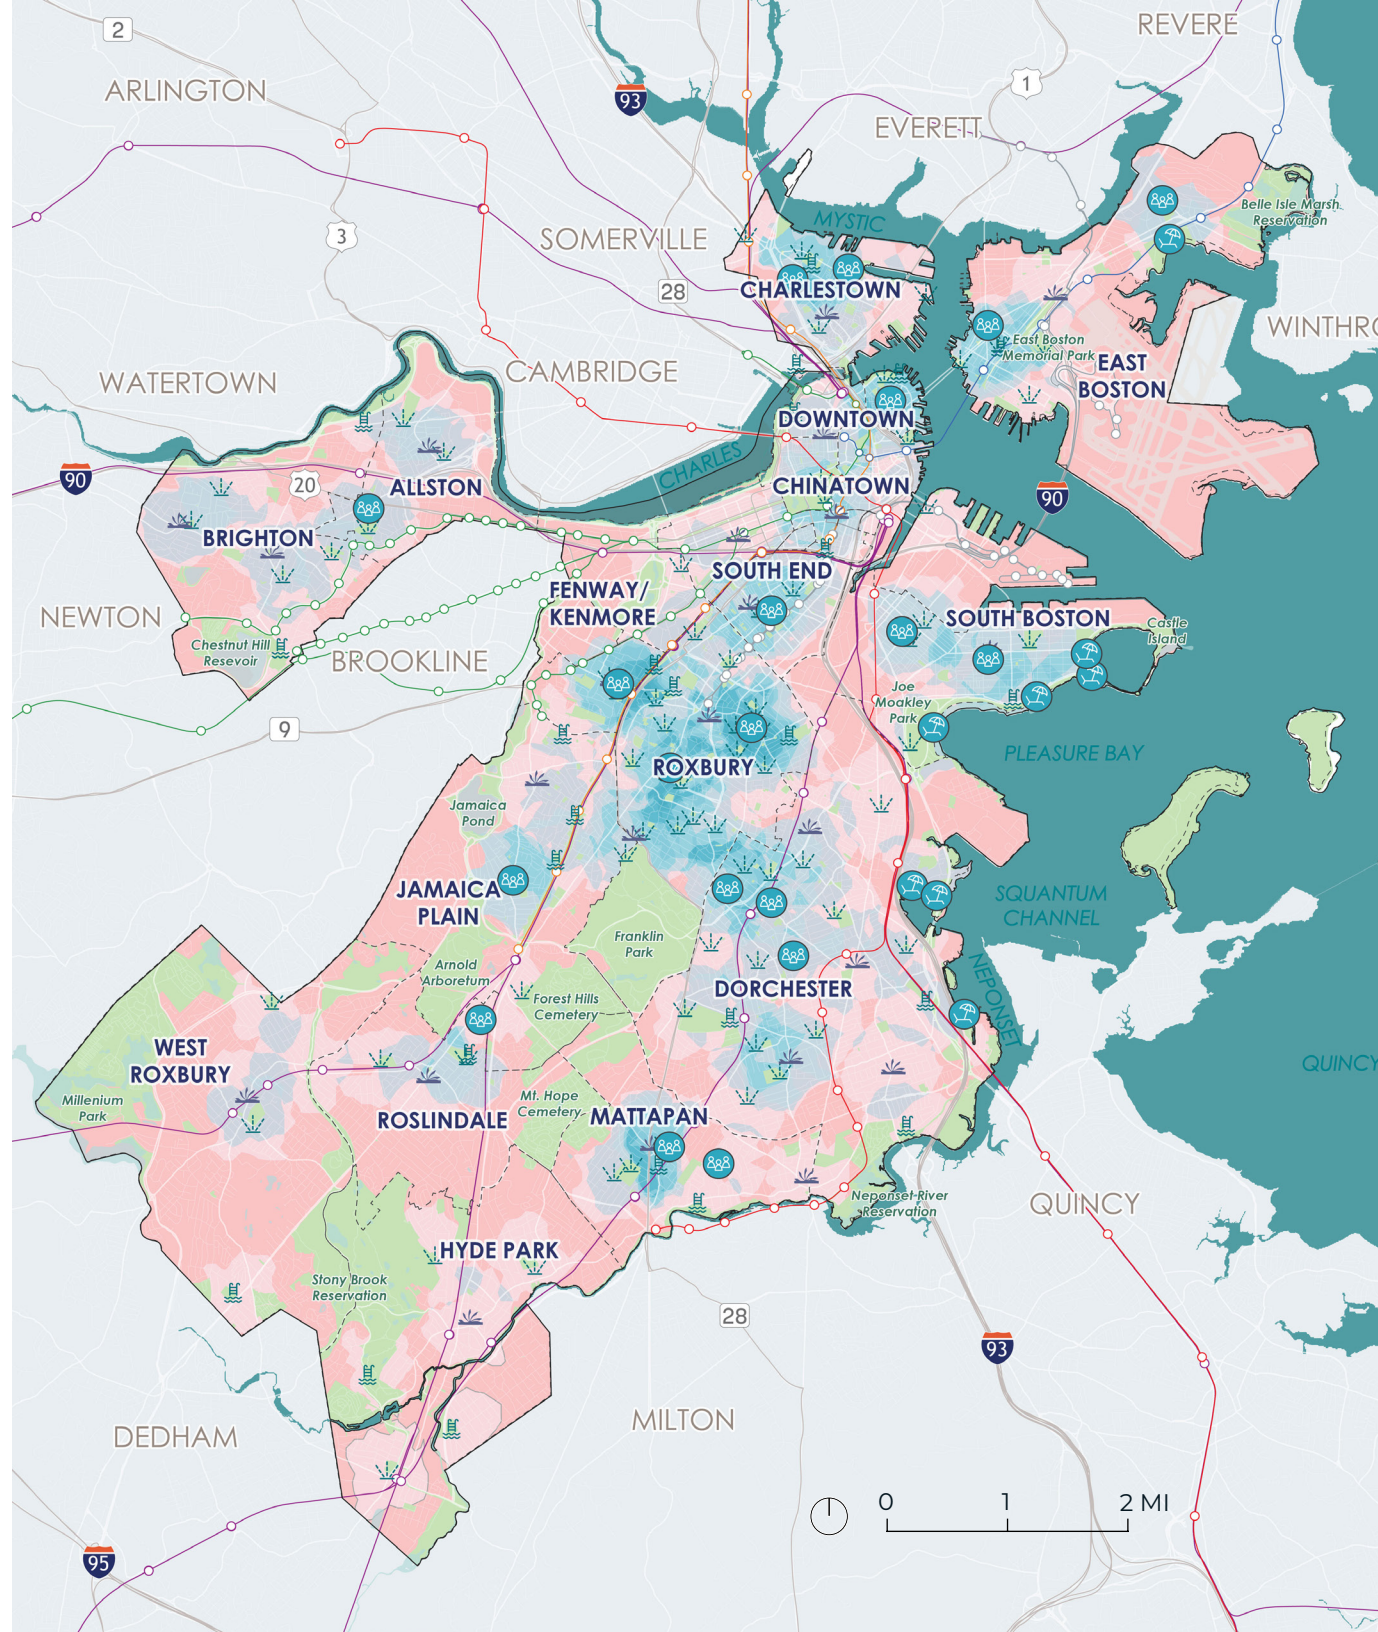 REVERE
2
1
ARLINGTON
93
EVERETT
Belle Isle Marsh
Reservation
MYSTIC
3
SOMERVILLE
28
CHARLESTOWN
WINTHRO
East Boston
Memorial Park
EAST
BOSTON
CAMBRIDGE
WATERTOWN
DOWNTOWN
CHARLES
90
20
ALLSTON
CHINATOWN
90
BRIGHTON
SOUTH END
FENWAY/
KENMORE
NEWTON
SOUTH BOSTON
Castle
Island
Chestnut Hill
Resevoir
BROOKLINE
Joe
Moakley
Park
9
PLEASURE BAY
ROXBURY
Jamaica
Pond
JAMAICA
PLAIN
SQUANTUM
CHANNEL
Franklin
Park
Arnold
Arboretum
NEPONSET
DORCHESTER
Forest Hills
Cemetery
WEST
ROXBURY
QUINCY
Millenium
Park
Mt. Hope
Cemetery
ROSLINDALE
MATTAPAN
Neponset River
Reservation
QUINCY
HYDE PARK
Stony Brook
Reservation
28
93
DEDHAM
MILTON
0 1 2 MI
95